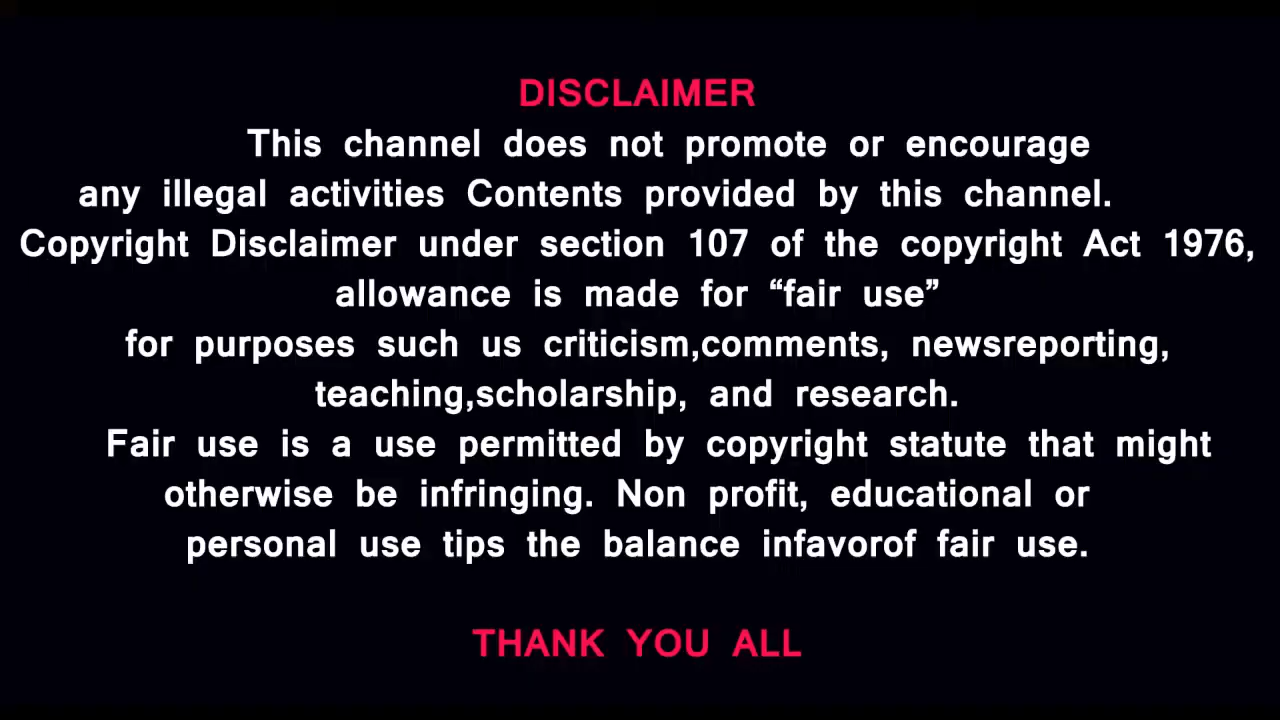 DISCLAIMER
This channel does not promote or encourage
any illegal activities Contents provided by this channel.
Copyright Disclaimer under section 107 of the copyright Act 1976,
allowance is made for “fair use”
for purposes such us criticism,comments, newsreporting,
teaching,scholarship, and research.
Fair use is a use permitted by copyright statute that might
otherwise be infringing. Non profit, educational or
personal use tips the balance infavorof fair use.
THANK YOU ALL